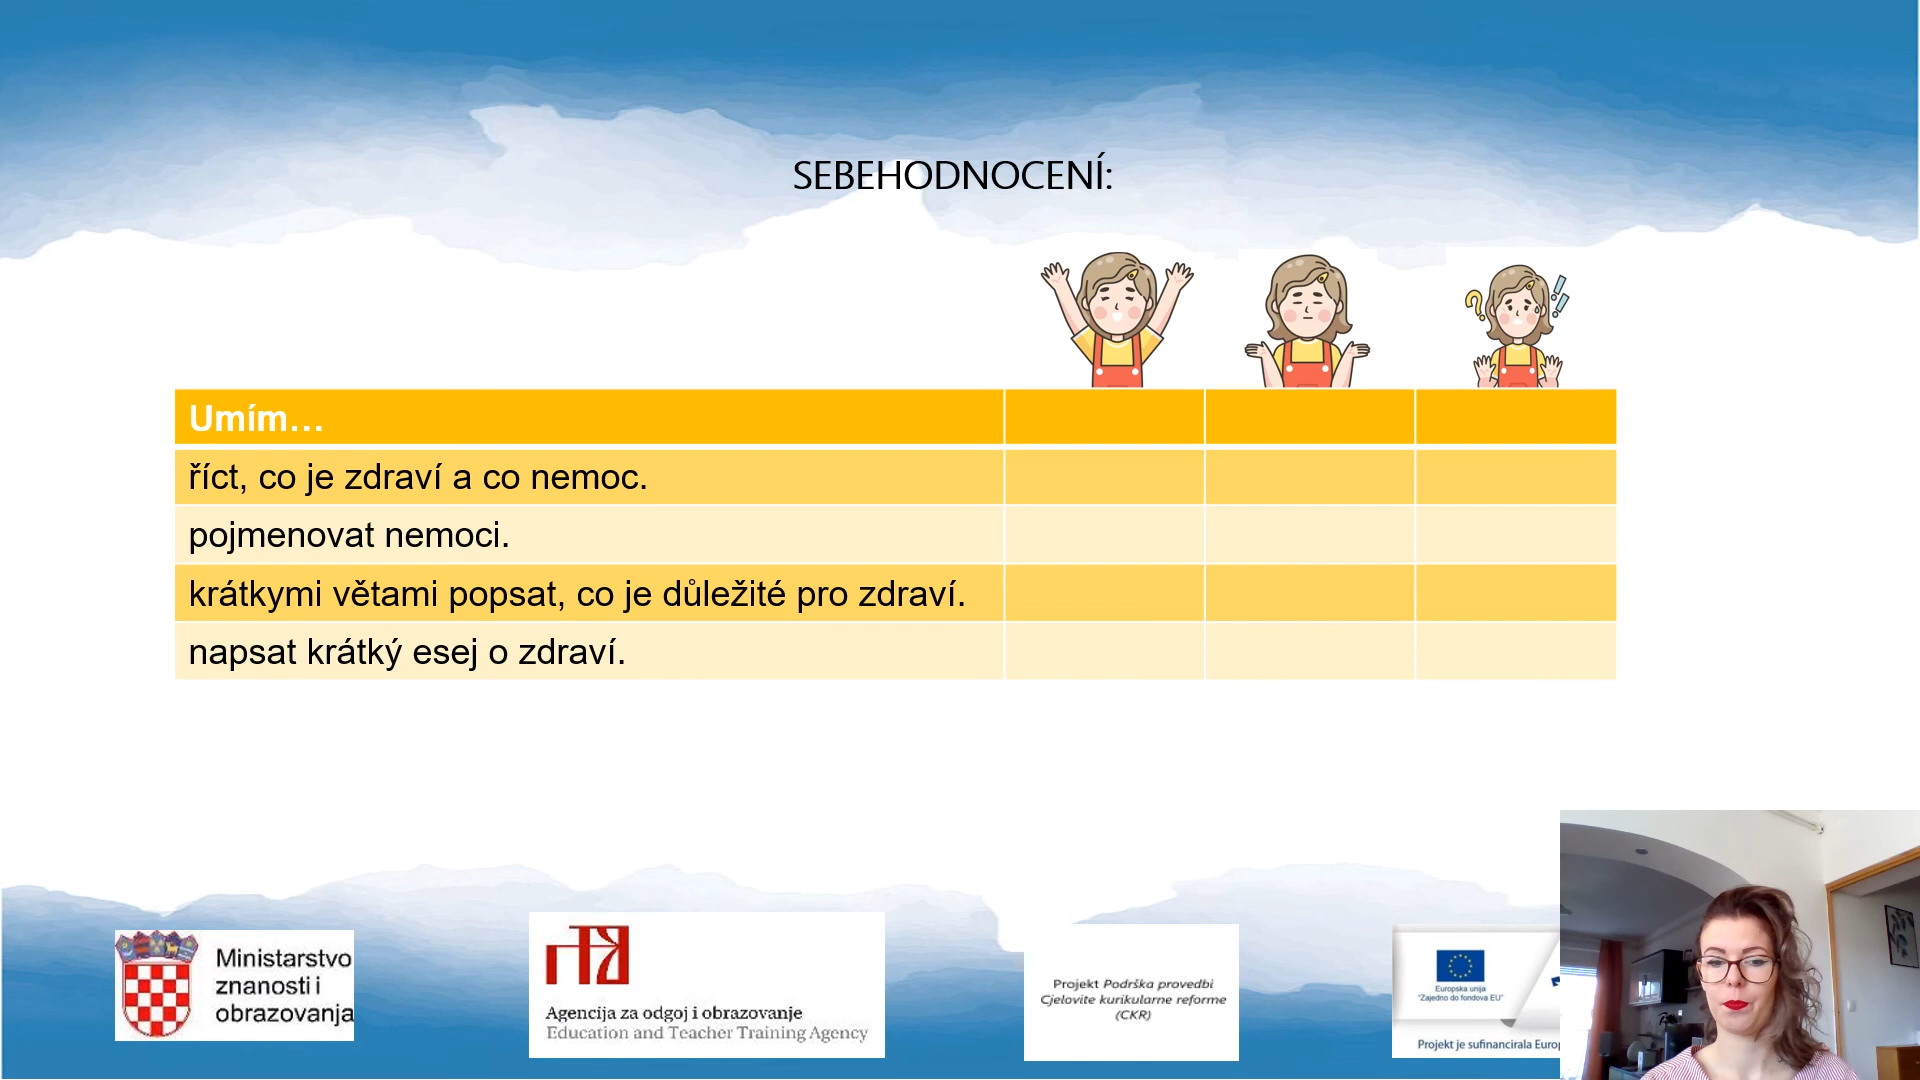 SEBEHODNOCENÍ:
Umím...
říct, co je zdraví a co nemoc.
pojmenovat nemoci.
krátkymi větami popsat, co je důležité pro zdraví.
napsat krátký esej o zdraví.
Ministarstvo
znanosti i
obrazovanja
Agencija za odgoj i obrazovanje
Education and Teacher Training Agency
Projekt Podrška provedbi
Cjelovite kurikularne reforme
(CKR)
Europska unija
"Zajedno do fondova EU"
Projekt je sufinancirala